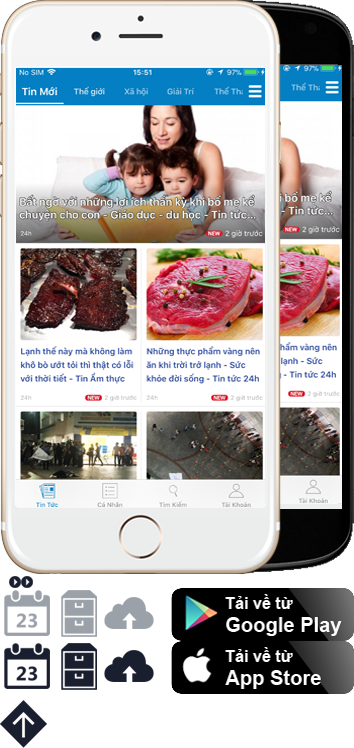 No SIM 15:51 97%
97%
Tin Mới Thế giới Xã hội Giải Trí Thể Tha
Thể Tha
Bất ngờ với những lợi ích thần kỳ khi bố mẹ kể
chuyện cho con - Giáo dục - du học - Tin tức...
24h NEW 2 giờ trước
hi bố mẹ kể
- Tin tức...
2 giờ trước
Lạnh thế này mà không làm
khô bò ướt tỏi thì thật có lỗi
với thời tiết - Tin Ẩm thực
24h NEW 2 giờ trước
Những thực phẩm vàng nên
ăn khi trời trở lạnh - Sức
khỏe đời sống - Tin tức 24h
NEW 2 giờ trước
vàng nên
h - Sức
n tức 24h
2 giờ trước
Tin Tức Cá Nhân Tìm Kiếm Tài Khoản
Tài Khoản
23
23
Tải về từ
Google Play
Tải về từ
App Store